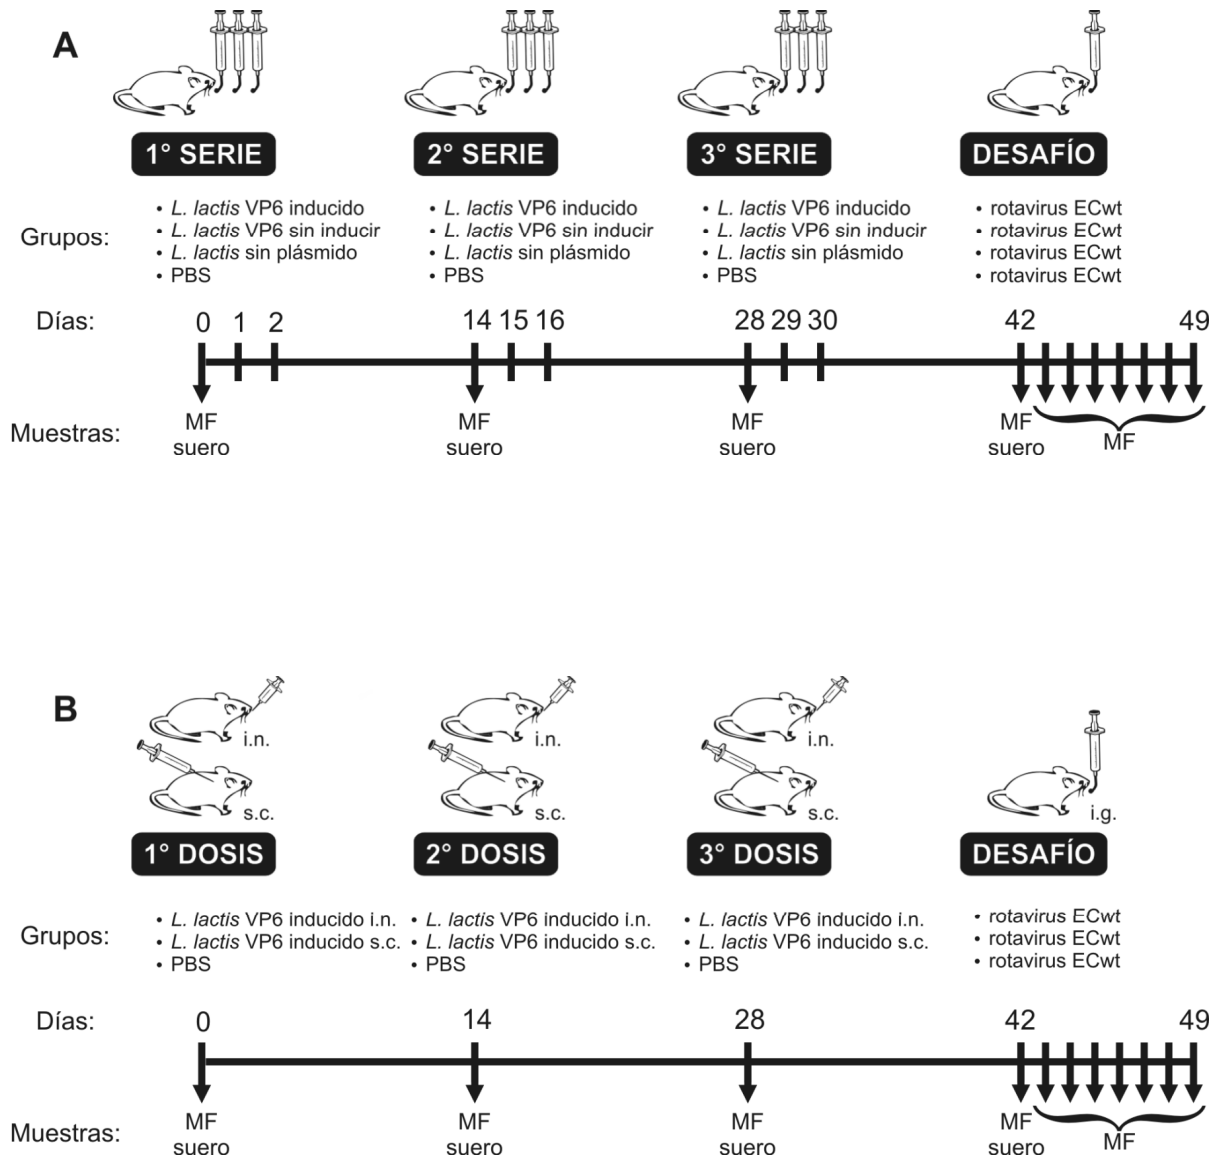 A
1° SERIE
2° SERIE
3° SERIE
DESAFÍO
Grupos:
• L. lactis VP6 inducido
• L. lactis VP6 sin inducir
• L. lactis sin plásmido
• PBS
• L. lactis VP6 inducido
• L. lactis VP6 sin inducir
• L. lactis sin plásmido
• PBS
• L. lactis VP6 inducido
• L. lactis VP6 sin inducir
• L. lactis sin plásmido
• PBS
• rotavirus ECwt
• rotavirus ECwt
• rotavirus ECwt
• rotavirus ECwt
Días:
0 1 2 14 15 16 28 29 30 42 49
Muestras:
MF
suero
MF
suero
MF
suero
MF
suero
MF
B
i.n.
s.c.
i.n.
s.c.
i.n.
s.c.
i.g.
1° DOSIS
2° DOSIS
3° DOSIS
DESAFÍO
Grupos:
• L. lactis VP6 inducido i.n.
• L. lactis VP6 inducido s.c.
• PBS
• L. lactis VP6 inducido i.n.
• L. lactis VP6 inducido s.c.
• PBS
• L. lactis VP6 inducido i.n.
• L. lactis VP6 inducido s.c.
• PBS
• rotavirus ECwt
• rotavirus ECwt
• rotavirus ECwt
Días:
0 14 28 42 49
Muestras:
MF
suero
MF
suero
MF
suero
MF
suero
MF